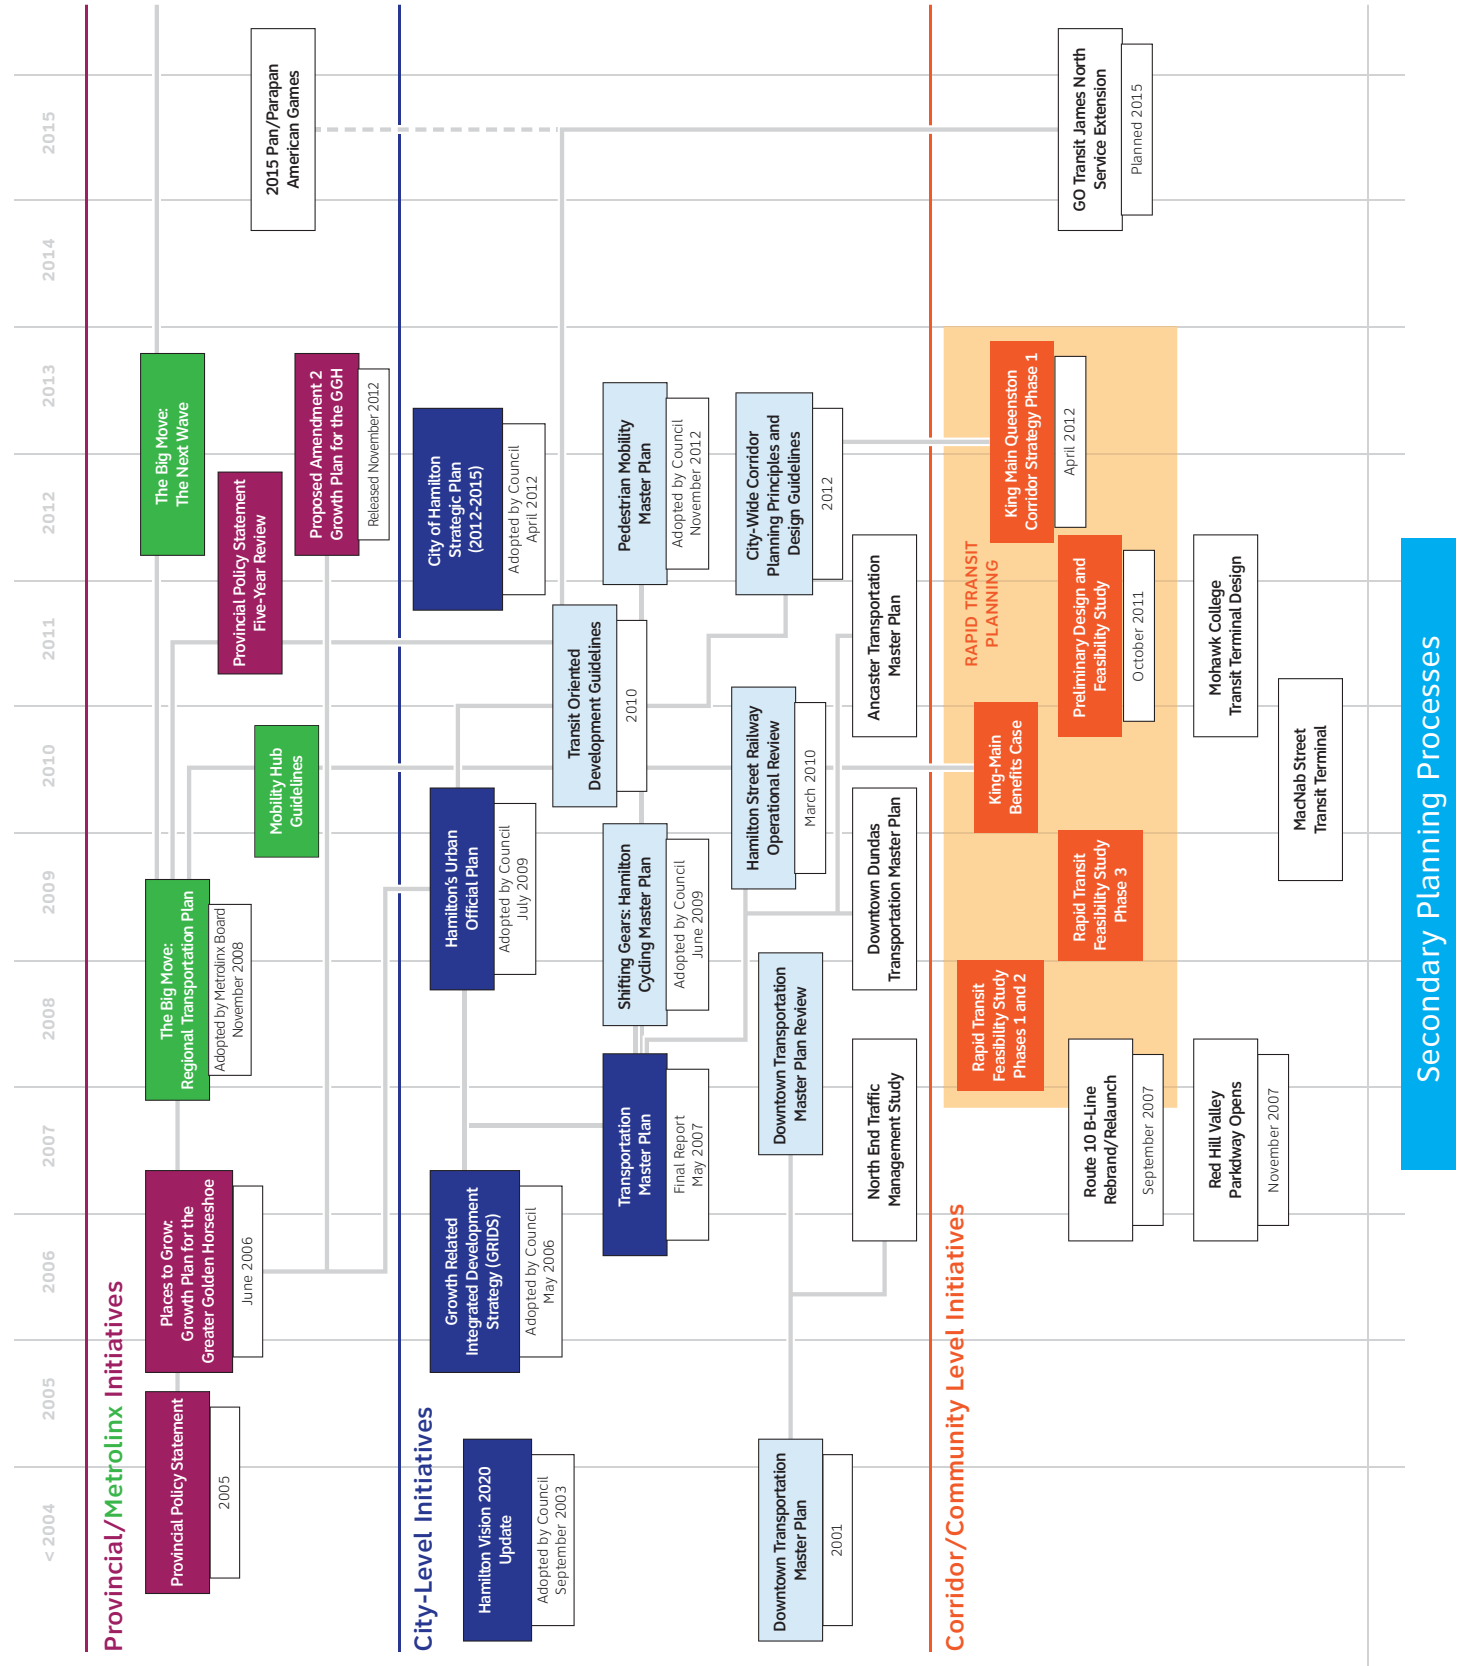 < 2004
2005
2006
2007
2008
2009
2010
2011
2012
2013
2014
2015
Provincial/Metrolinx Initiatives
Provincial Policy Statement
2005
Places to Grow:
Growth Plan for the
Greater Golden Horseshoe
June 2006
The Big Move:
Regional Transportation Plan
Adopted by Metrolinx Board
November 2008
Mobility Hub
Guidelines
Provincial Policy Statement
Five-Year Review
The Big Move:
The Next Wave
Proposed Amendment 2
Growth Plan for the GGH
Released November 2012
2015 Pan/Parapan
American Games
City-Level Initiatives
Hamilton Vision 2020
Update
Adopted by Council
September 2003
Growth Related
Integrated Development
Strategy (GRIDS)
Adopted by Council
May 2006
Hamilton's Urban
Official Plan
Adopted by Council
July 2009
City of Hamilton
Strategic Plan
(2012-2015)
Adopted by Council
April 2012
Transit Oriented
Development Guidelines
2010
Transportation
Master Plan
Final Report
May 2007
Shifting Gears: Hamilton
Cycling Master Plan
Adopted by Council
June 2009
Pedestrian Mobility
Master Plan
Adopted by Council
November 2012
Hamilton Street Railway
Operational Review
March 2010
City-Wide Corridor
Planning Principles and
Design Guidelines
2012
Downtown Transportation
Master Plan
2001
Downtown Transportation
Master Plan Review
North End Traffic
Management Study
Downtown Dundas
Transportation Master Plan
Ancaster Transportation
Master Plan
Corridor/Community Level Initiatives
RAPID TRANSIT
PLANNING
Rapid Transit
Feasibility Study
Phases 1 and 2
King-Main
Benefits Case
King Main Queenston
Corridor Strategy Phase 1
April 2012
Rapid Transit
Feasibility Study
Phase 3
Preliminary Design and
Feasibility Study
October 2011
GO Transit James North
Service Extension
Planned 2015
Route 10 B-Line
Rebrand/Relaunch
September 2007
Red Hill Valley
Parkdway Opens
November 2007
Mohawk College
Transit Terminal Design
MacNab Street
Transit Terminal
Secondary Planning Processes